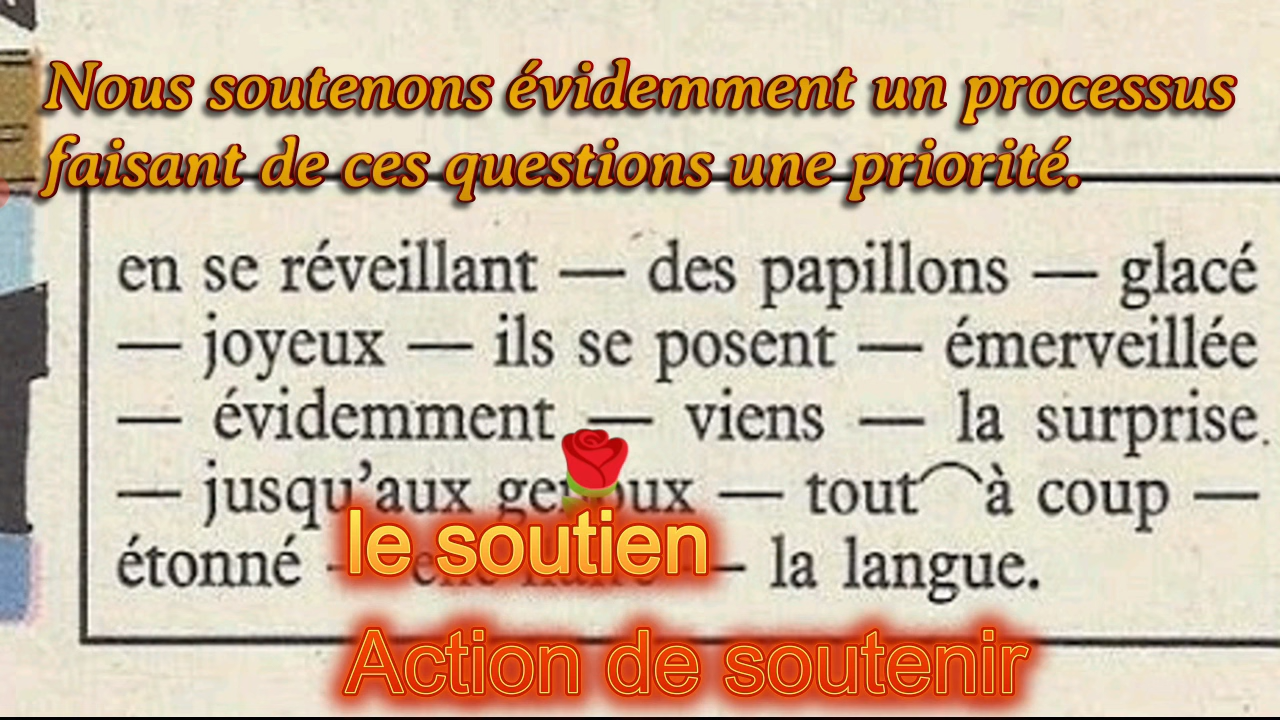 Nous soutenons évidemment un processus
faisant de ces questions une priorité.
en se réveillant — des papillons — glacé
— joyeux — ils se posent — émerveillée
— évidemment — viens — la surprise.
— jusqu'aux genoux — tout à coup —
étonné — — la langue.
le soutien
Action de soutenir